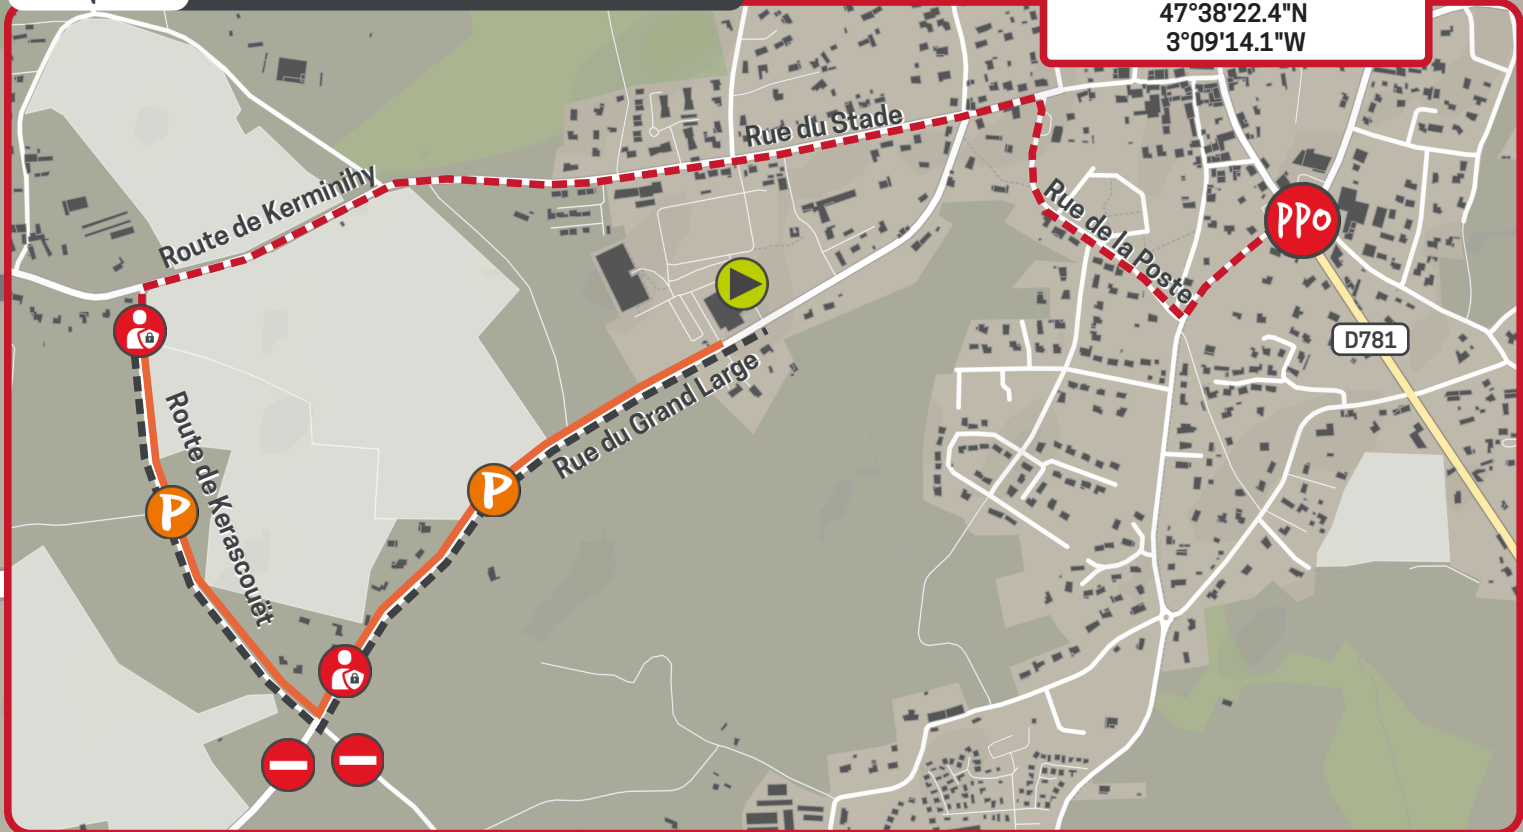 47°38'22.4"N
3°09'14.1"W
Rue du Stade
Route de Kerminihy
Rue de la Poste
PPO
D781
Rue du Grand Large
Route de Kerascouët
P
P